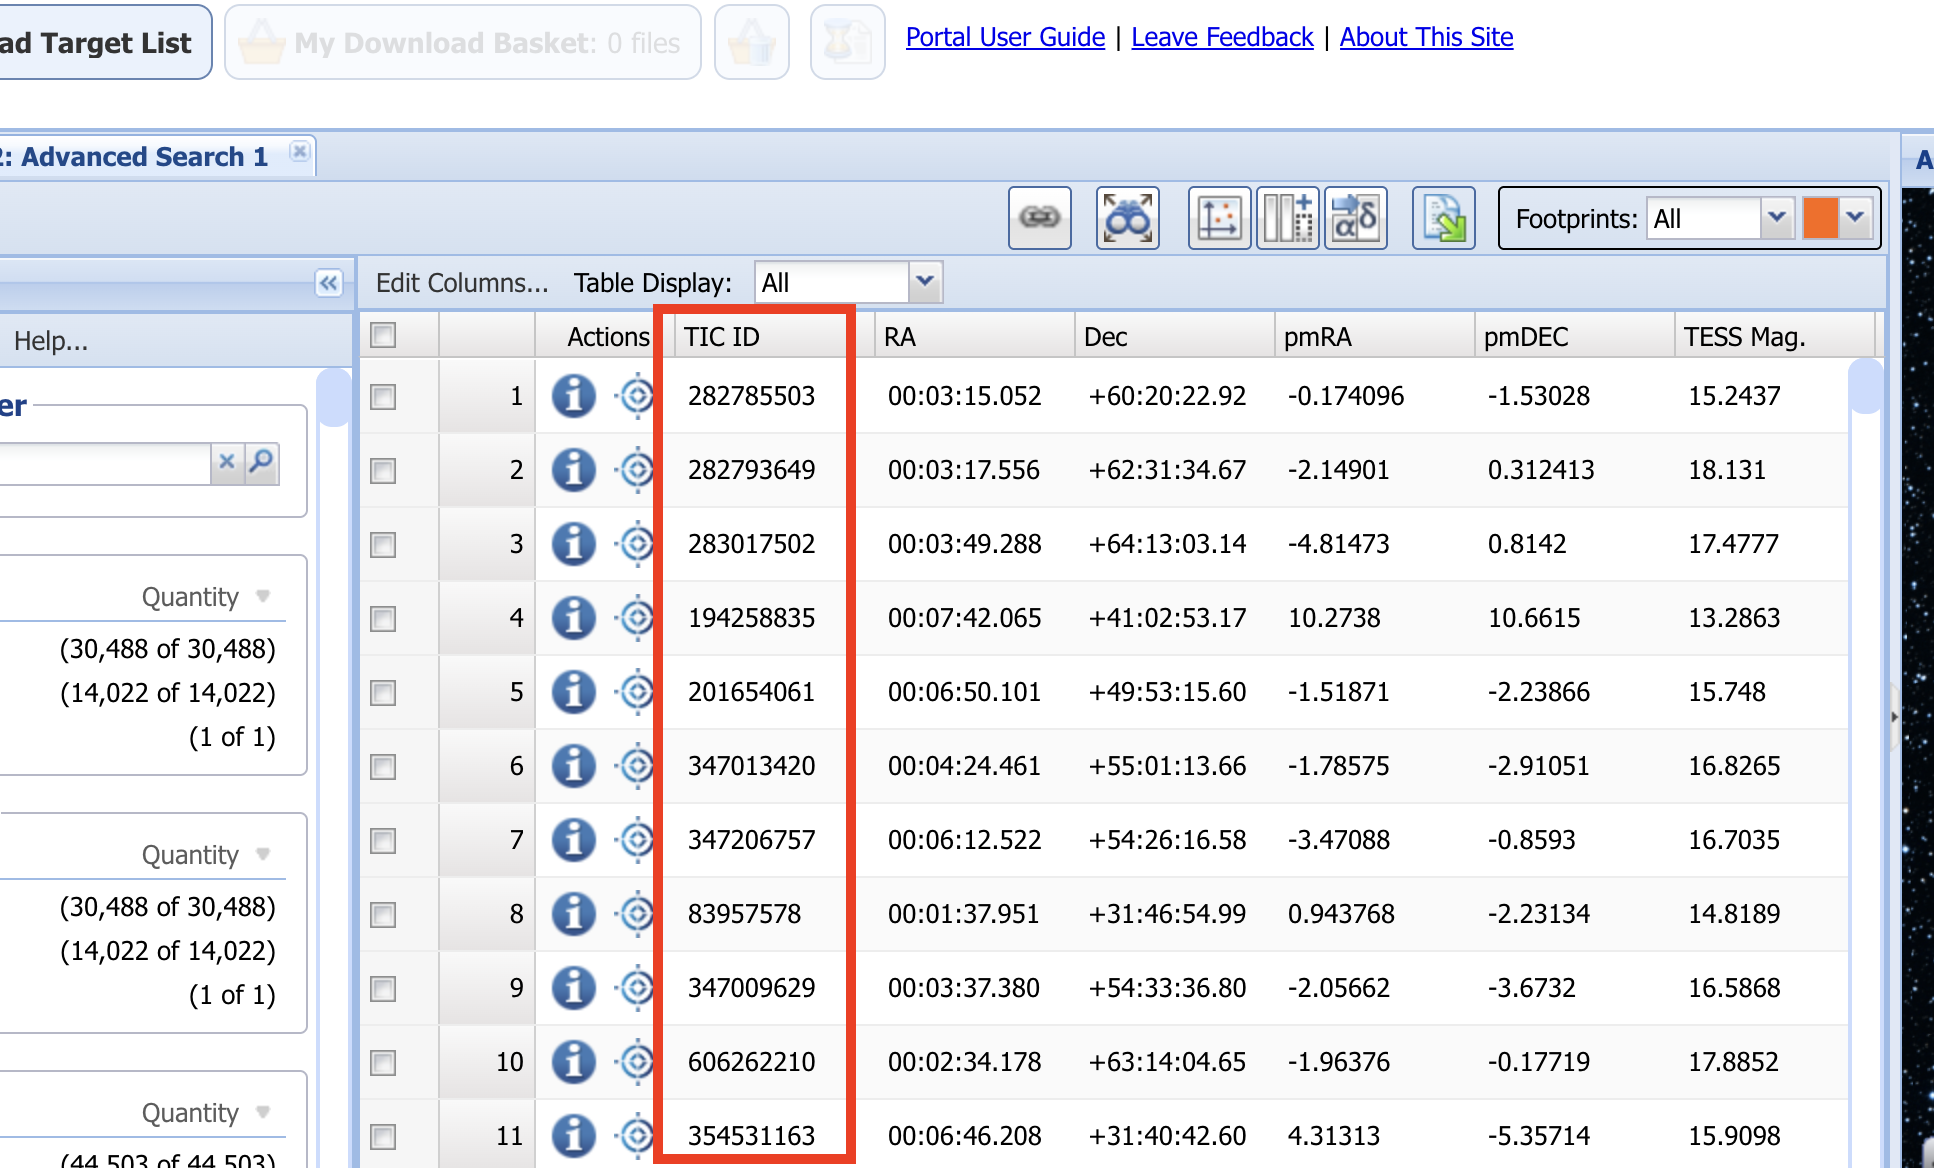 ad Target List
My Download Basket: 0 files
Portal User Guide | Leave Feedback | About This Site
2: Advanced Search 1
A
Footprints: All
Edit Columns... Table Display: All
Help...
er
Quantity
(30,488 of 30,488)
(14,022 of 14,022)
(1 of 1)
Quantity
(30,488 of 30,488)
(14,022 of 14,022)
(1 of 1)
Quantity
(44,503 of 44,503)
Actions TIC ID RA Dec pmRA pmDEC TESS Mag.
1 282785503 00:03:15.052 +60:20:22.92 -0.174096 -1.53028 15.2437
2 282793649 00:03:17.556 +62:31:34.67 -2.14901 0.312413 18.131
3 283017502 00:03:49.288 +64:13:03.14 -4.81473 0.8142 17.4777
4 194258835 00:07:42.065 +41:02:53.17 10.2738 10.6615 13.2863
5 201654061 00:06:50.101 +49:53:15.60 -1.51871 -2.23866 15.748
6 347013420 00:04:24.461 +55:01:13.66 -1.78575 -2.91051 16.8265
7 347206757 00:06:12.522 +54:26:16.58 -3.47088 -0.8593 16.7035
8 83957578 00:01:37.951 +31:46:54.99 0.943768 -2.23134 14.8189
9 347009629 00:03:37.380 +54:33:36.80 -2.05662 -3.6732 16.5868
10 606262210 00:02:34.178 +63:14:04.65 -1.96376 -0.17719 17.8852
11 354531163 00:06:46.208 +31:40:42.60 4.31313 -5.35714 15.9098